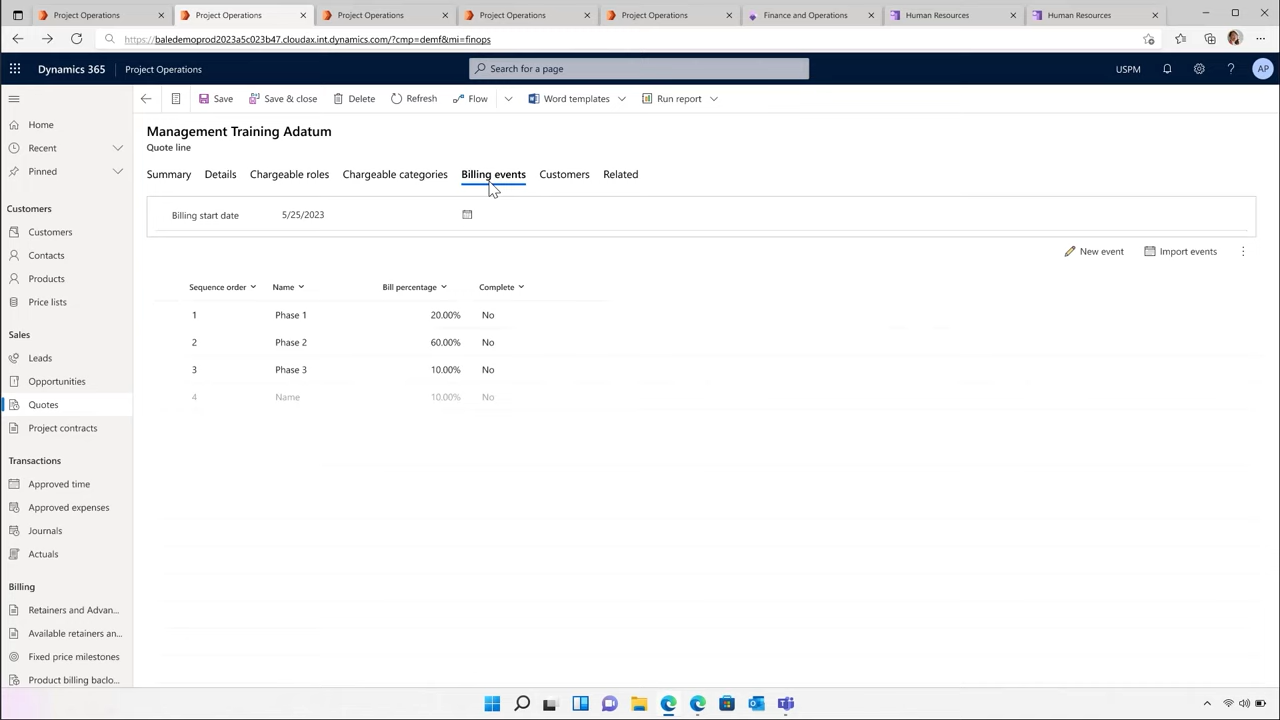 Project Operations
Project Operations
Project Operations
Project Operations
Project Operations
Finance and Operations
Human Resources
Human Resources
https://baledemoprod2023a5c023b47.cloudax.int.dynamics.com/?cmp=demf&mi=finops
Dynamics 365
Project Operations
Search for a page
USPM
AP
Save
Save & close
Delete
Refresh
Flow
Word templates
Run report
Home
Recent
Pinned
Customers
Customers
Contacts
Products
Price lists
Sales
Leads
Opportunities
Quotes
Project contracts
Transactions
Approved time
Approved expenses
Journals
Actuals
Billing
Retainers and Advan...
Available retainers an...
Fixed price milestones
Product billing backlo...
Management Training Adatum
Quote line
Summary Details Chargeable roles Chargeable categories Billing events Customers Related
Billing start date 5/25/2023
New event Import events
Sequence order Name Bill percentage Complete
1 Phase 1 20.00% No
2 Phase 2 60.00% No
3 Phase 3 10.00% No
4 Name 10.00% No